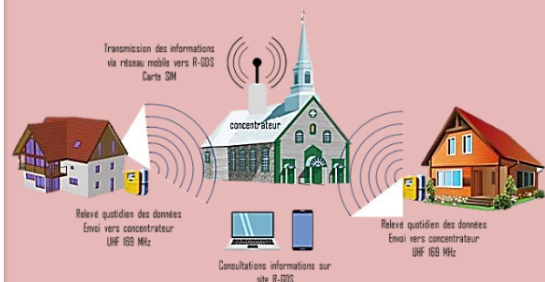 Transmission des informations
via réseau mobile vers R-GDS
Carte SIM
concentrateur
Relevé quotidien des données
Envoi vers concentrateur
UHF 169 MHz
Relevé quotidien des données
Envoi vers concentrateur
UHF 169 MHz
Consultations informations sur
site R-GDS